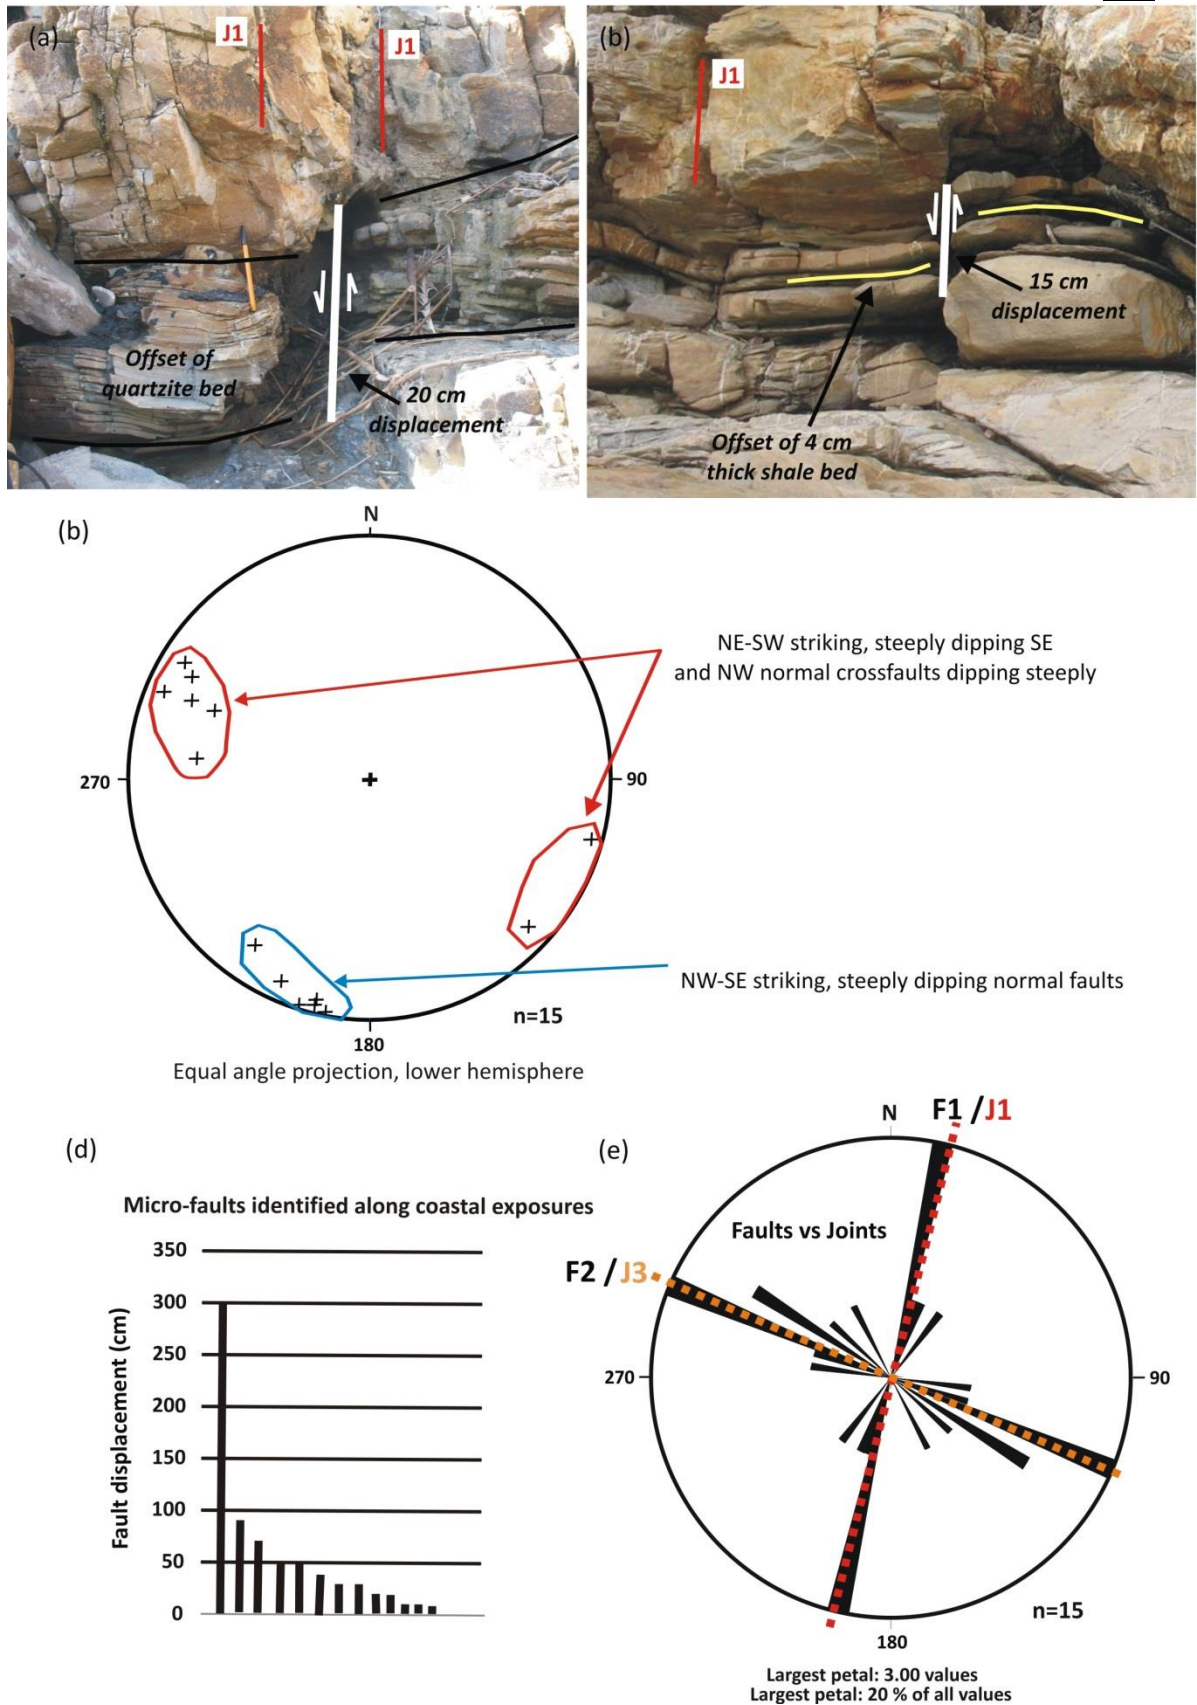 (a)
J1
J1
Offset of
quartzite bed
20 cm
displacement
(b)
J1
15 cm
displacement
Offset of 4 cm
thick shale bed
(b)
N
270
90
180
NE-SW striking, steeply dipping SE
and NW normal crossfaults dipping steeply
NW-SE striking, steeply dipping normal faults
n=15
Equal angle projection, lower hemisphere
(d)
Micro-faults identified along coastal exposures
Fault displacement (cm)
350
300
250
200
150
100
50
0
(e)
N
F1 / J1
Faults vs Joints
F2 / J3
270
90
n=15
180
Largest petal: 3.00 values
Largest petal: 20 % of all values